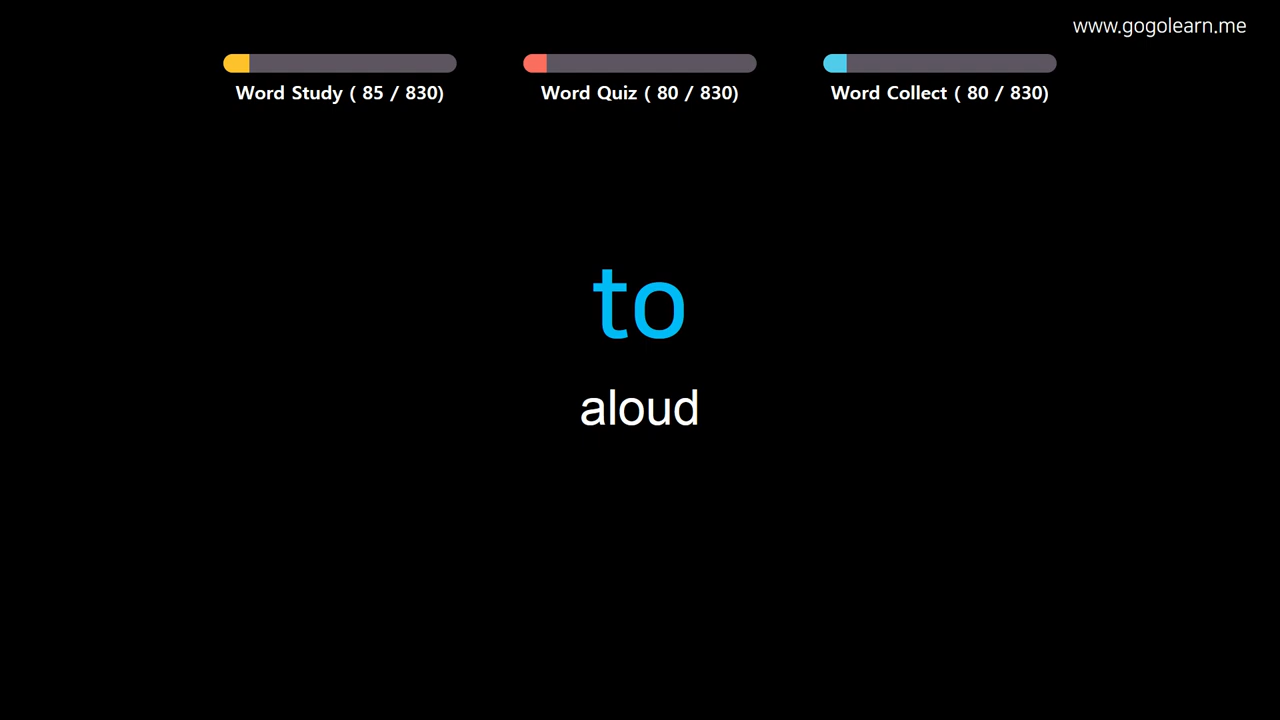 www.gogolearn.me
Word Study ( 85 / 830)
Word Quiz ( 80 / 830)
Word Collect ( 80 / 830)
to
aloud